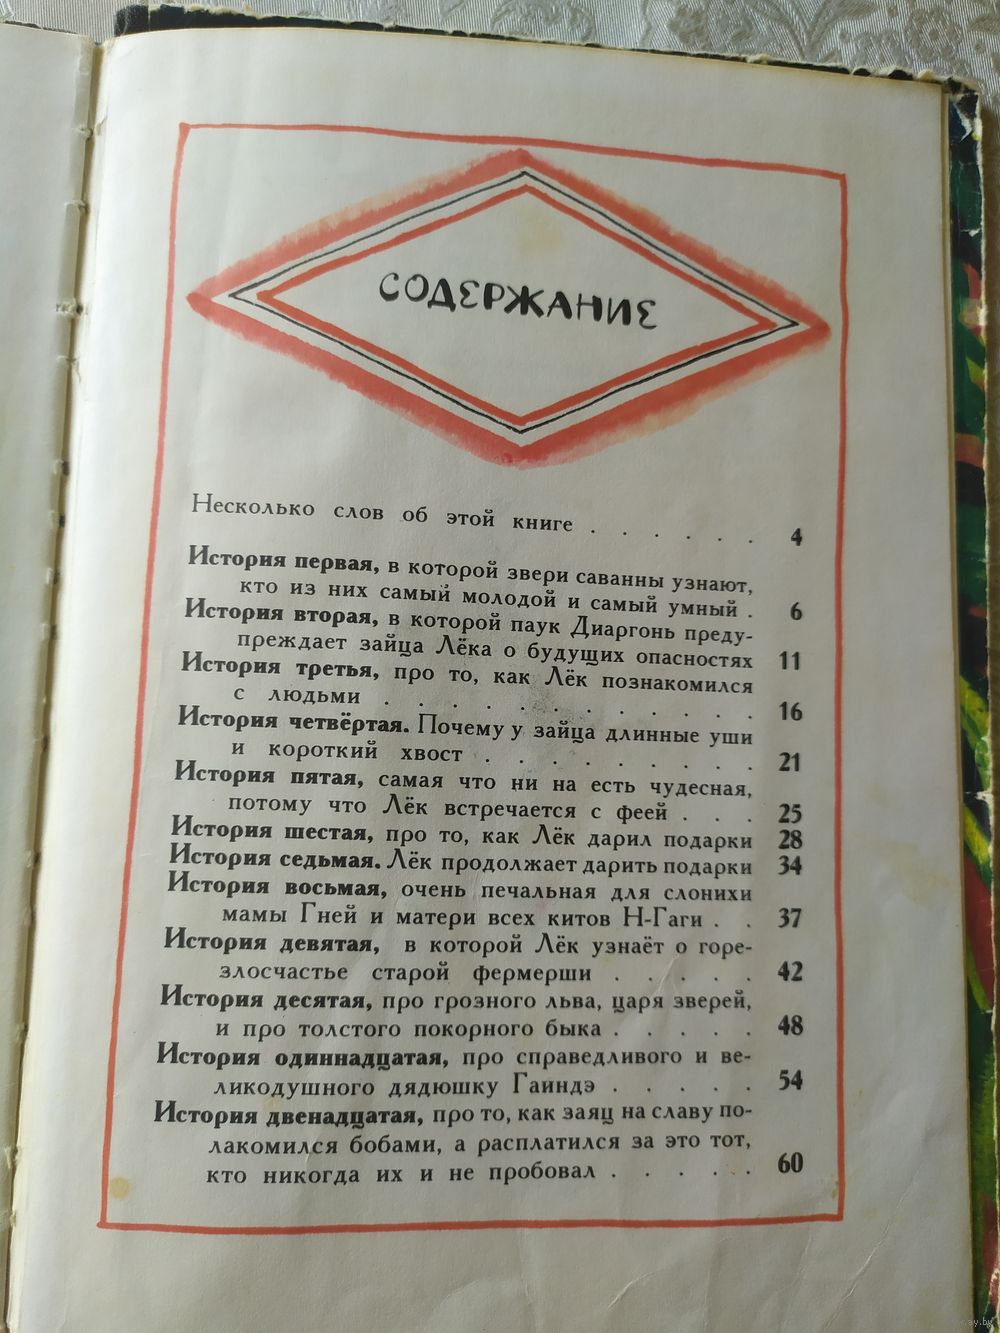 СОДЕРЖАНИЕ
Несколько слов об этой книге . . . . . . 4
История первая, в которой звери саванны узнают,
кто из них самый молодой и самый умный . 6
История вторая, в которой паук Диаргонь преду-
преждает зайца Лёка о будущих опасностях 11
История третья, про то, как Лёк познакомился
с людьми . . . . . . . . . . . . 16
История четвёртая. Почему у зайца длинные уши
и короткий хвост . . . . . . . . . 21
История пятая, самая что ни на есть чудесная,
потому что Лёк встречается с феей . . . 25
История шестая, про то, как Лёк дарил подарки 28
История седьмая. Лёк продолжает дарить подарки 34
История восьмая, очень печальная для слонихи
мамы Гней и матери всех китов Н-Гаги . . 37
История девятая, в которой Лёк узнаёт о горе-
злосчастье старой фермерши . . . . . 42
История десятая, про грозного льва, царя зверей,
и про толстого покорного быка . . . . . 48
История одиннадцатая, про справедливого и ве-
ликодушного дядюшку Гаиндэ . . . . . 54
История двенадцатая, про то, как заяц на славу по-
лакомился бобами, а расплатился за это тот,
кто никогда их и не пробовал . . . . . 60